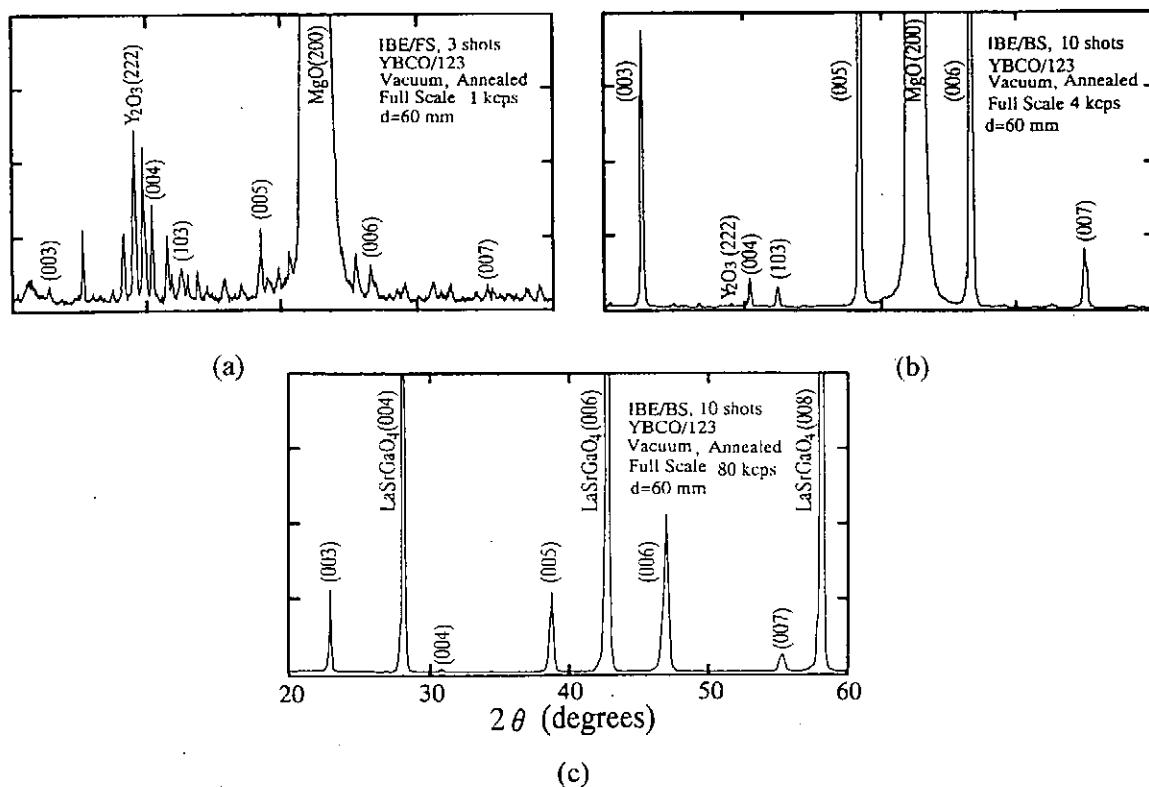 Y₂O₃(222)
(003)
(004)
(103)
(005)
MgO(200)
(006)
(007)
IBE/FS, 3 shots
YBCO/123
Vacuum, Annealed
Full Scale 1 kcps
d=60 mm
(a)
(003)
Y₂O₃(222)
(004)
(103)
(005)
MgO(200)
(006)
(007)
IBE/BS, 10 shots
YBCO/123
Vacuum, Annealed
Full Scale 4 kcps
d=60 mm
(b)
(003)
LaSrGaO₄(004)
(004)
(005)
LaSrGaO₄(006)
(006)
(007)
LaSrGaO₄(008)
IBE/BS, 10 shots
YBCO/123
Vacuum, Annealed
Full Scale 80 kcps
d=60 mm
20 30 40 50 60
2θ (degrees)
(c)